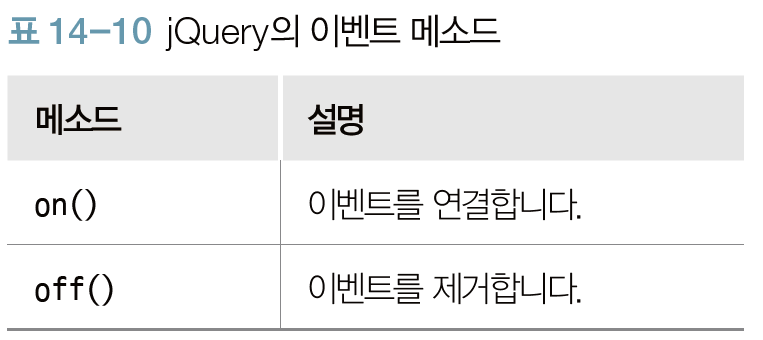 표 14-10 jQuery의 이벤트 메소드
메소드 설명
on() 이벤트를 연결합니다.
off() 이벤트를 제거합니다.